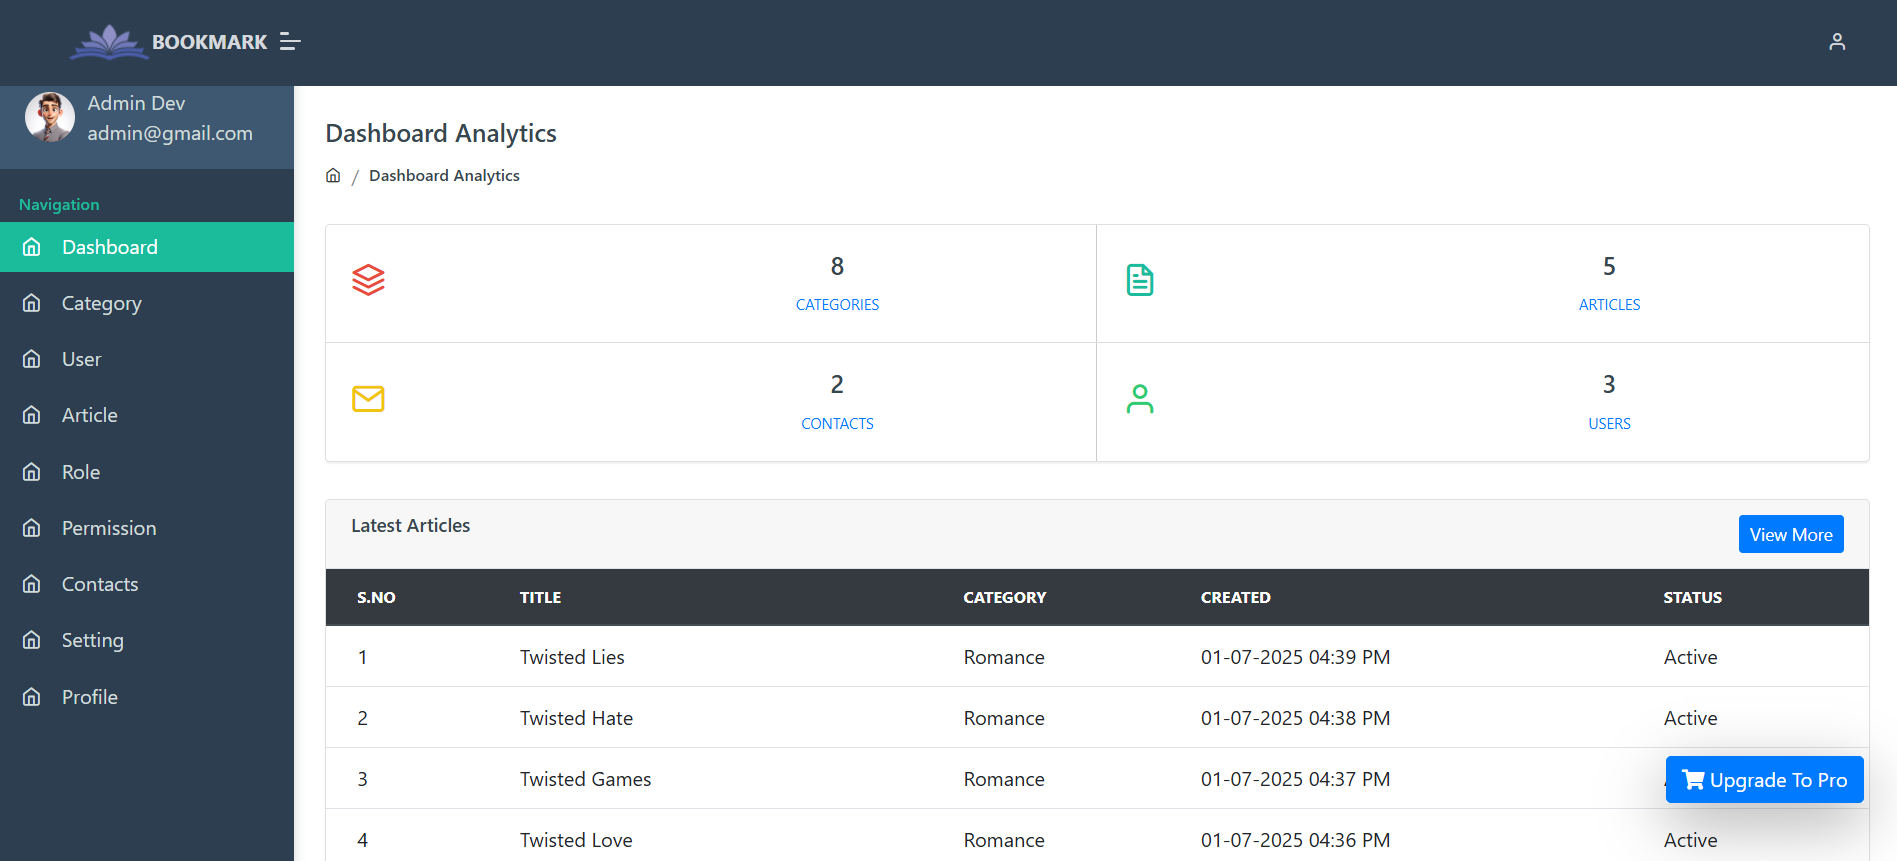 BOOKMARK
Admin Dev
admin@gmail.com
Navigation
Dashboard
Category
User
Article
Role
Permission
Contacts
Setting
Profile
Dashboard Analytics
/ Dashboard Analytics
8
CATEGORIES
5
ARTICLES
2
CONTACTS
3
USERS
Latest Articles
View More
S.NO TITLE CATEGORY CREATED STATUS
1 Twisted Lies Romance 01-07-2025 04:39 PM Active
2 Twisted Hate Romance 01-07-2025 04:38 PM Active
3 Twisted Games Romance 01-07-2025 04:37 PM
Upgrade To Pro
4 Twisted Love Romance 01-07-2025 04:36 PM Active